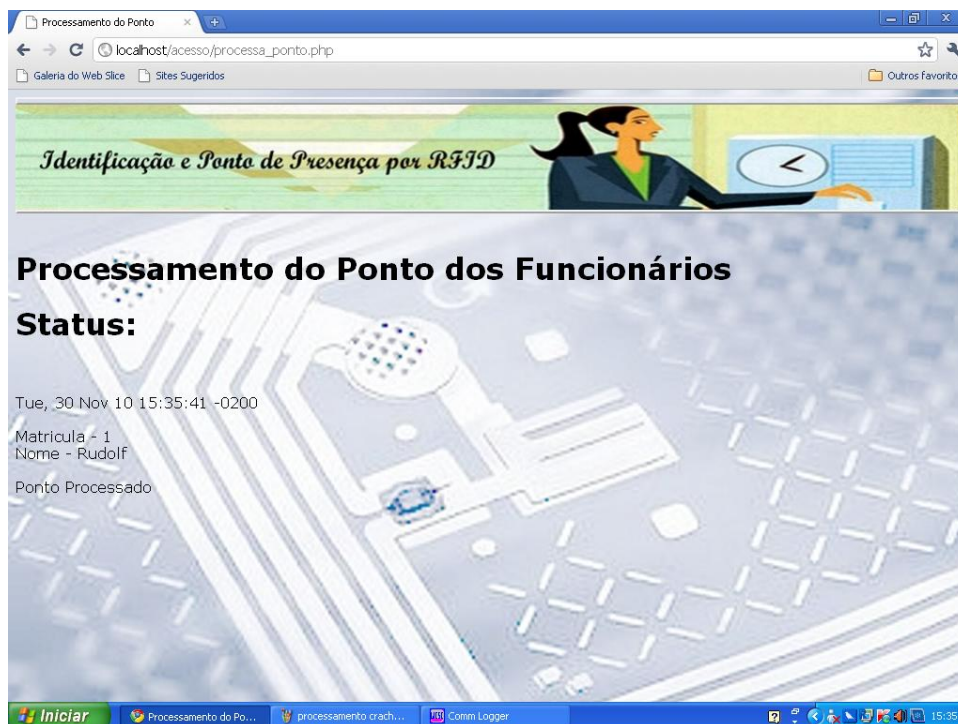 Processamento do Ponto
localhost/acesso/processa_ponto.php
Galeria do Web Slice Sites Sugeridos Outros favorito
Identificação e Ponto de Presença por RFID
Processamento do Ponto dos Funcionários
Status:
Tue, 30 Nov 10 15:35:41 -0200
Matricula - 1
Nome - Rudolf
Ponto Processado
Iniciar Processamento do Po... processamento crach... Comm Logger 15:35